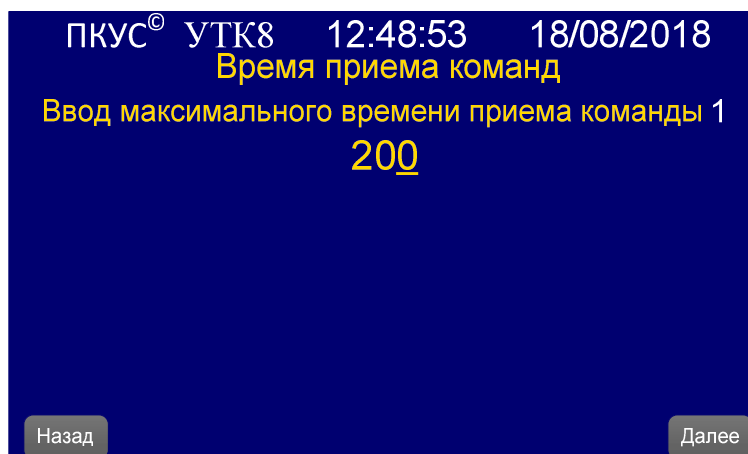 ПКУС© УТК8 12:48:53 18/08/2018
Время приема команд
Ввод максимального времени приема команды 1
200
Назад Далее